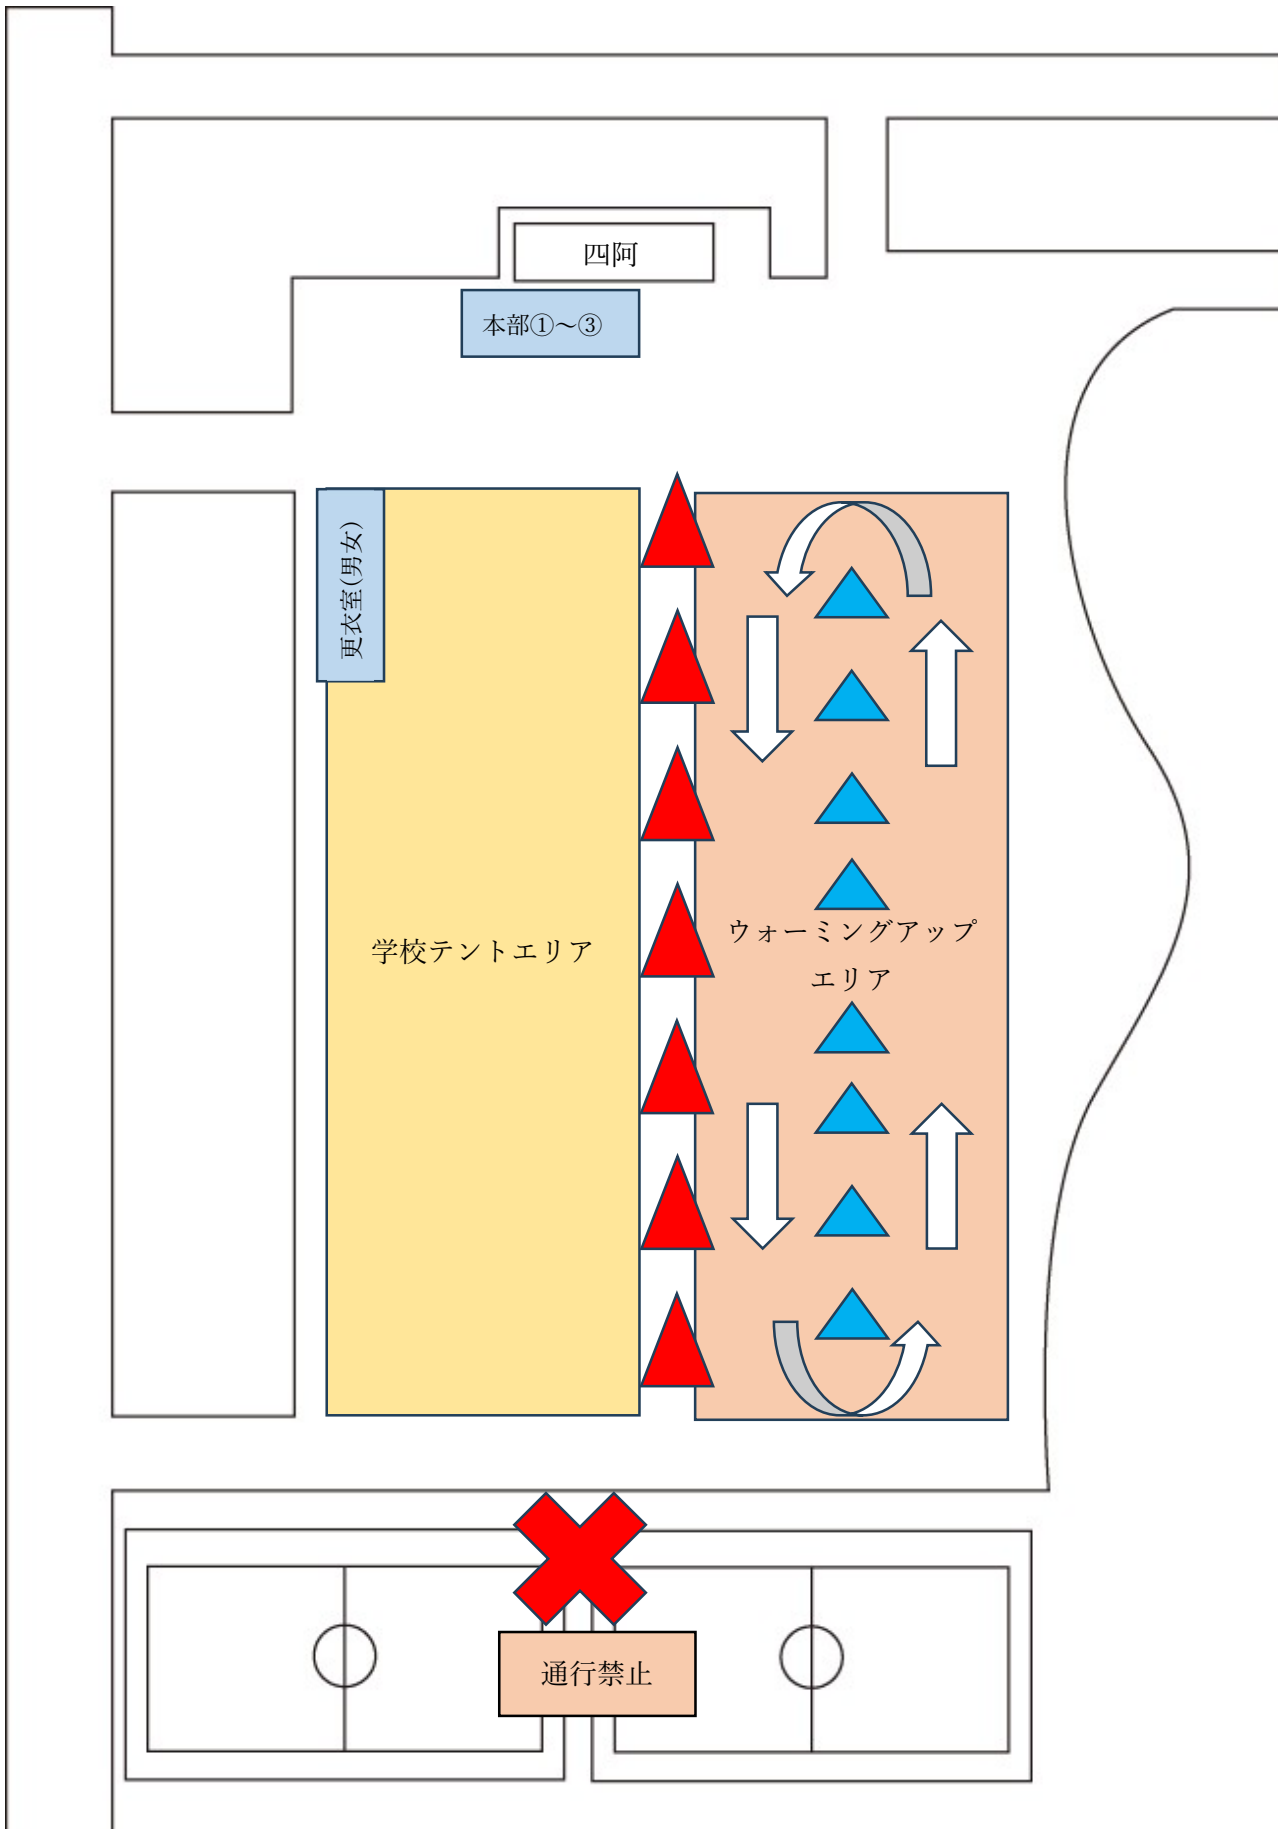 四阿
本部①～③
更衣室(男女)
学校テントエリア
ウォーミングアップ
エリア
通行禁止